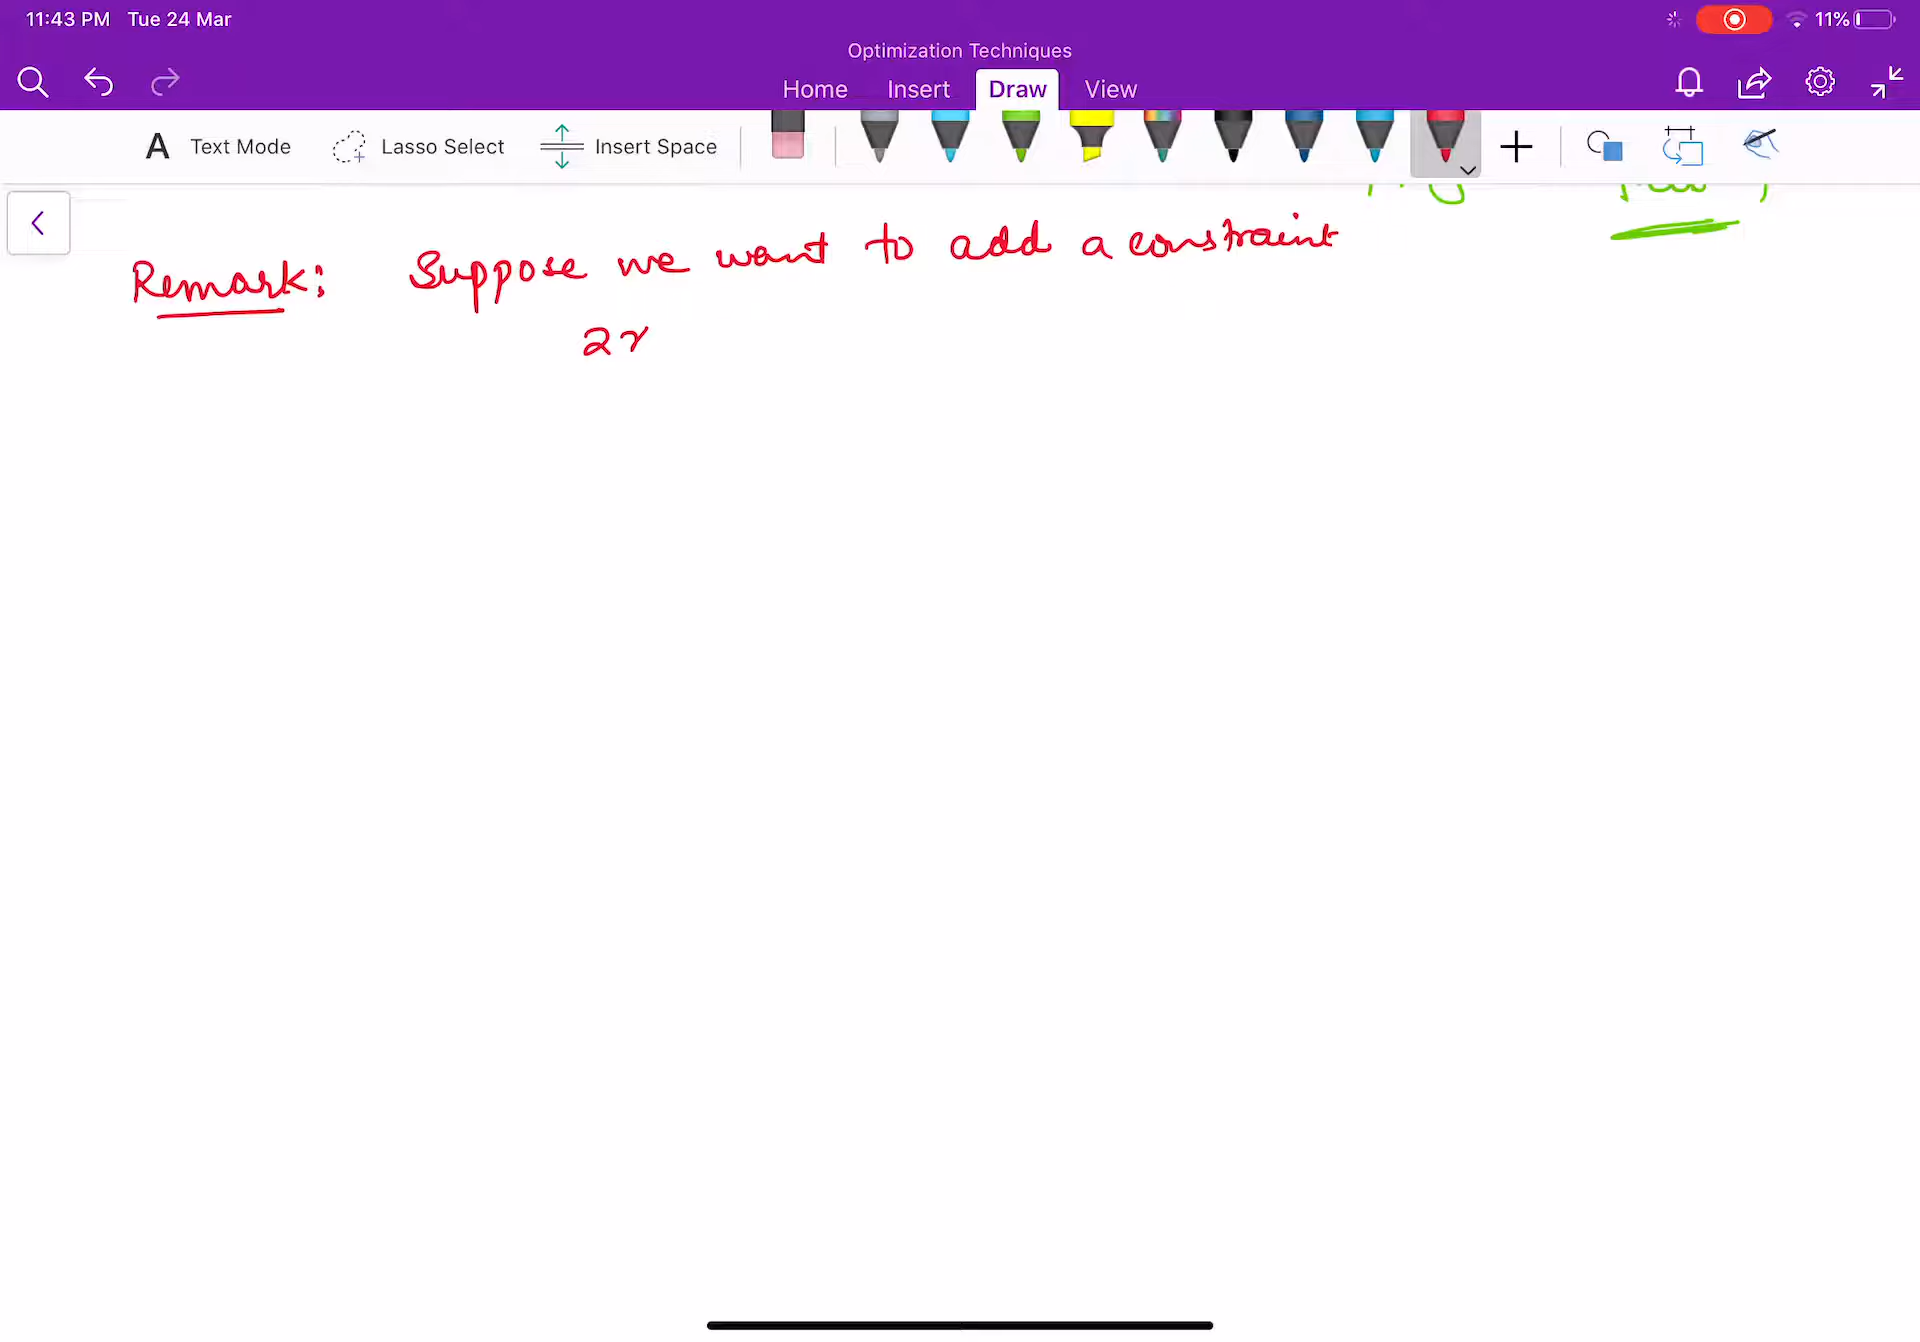 11:43 PM Tue 24 Mar
11%
Optimization Techniques
Home Insert Draw View
A Text Mode Lasso Select Insert Space
Remark: Suppose we want to add a constraint
2x